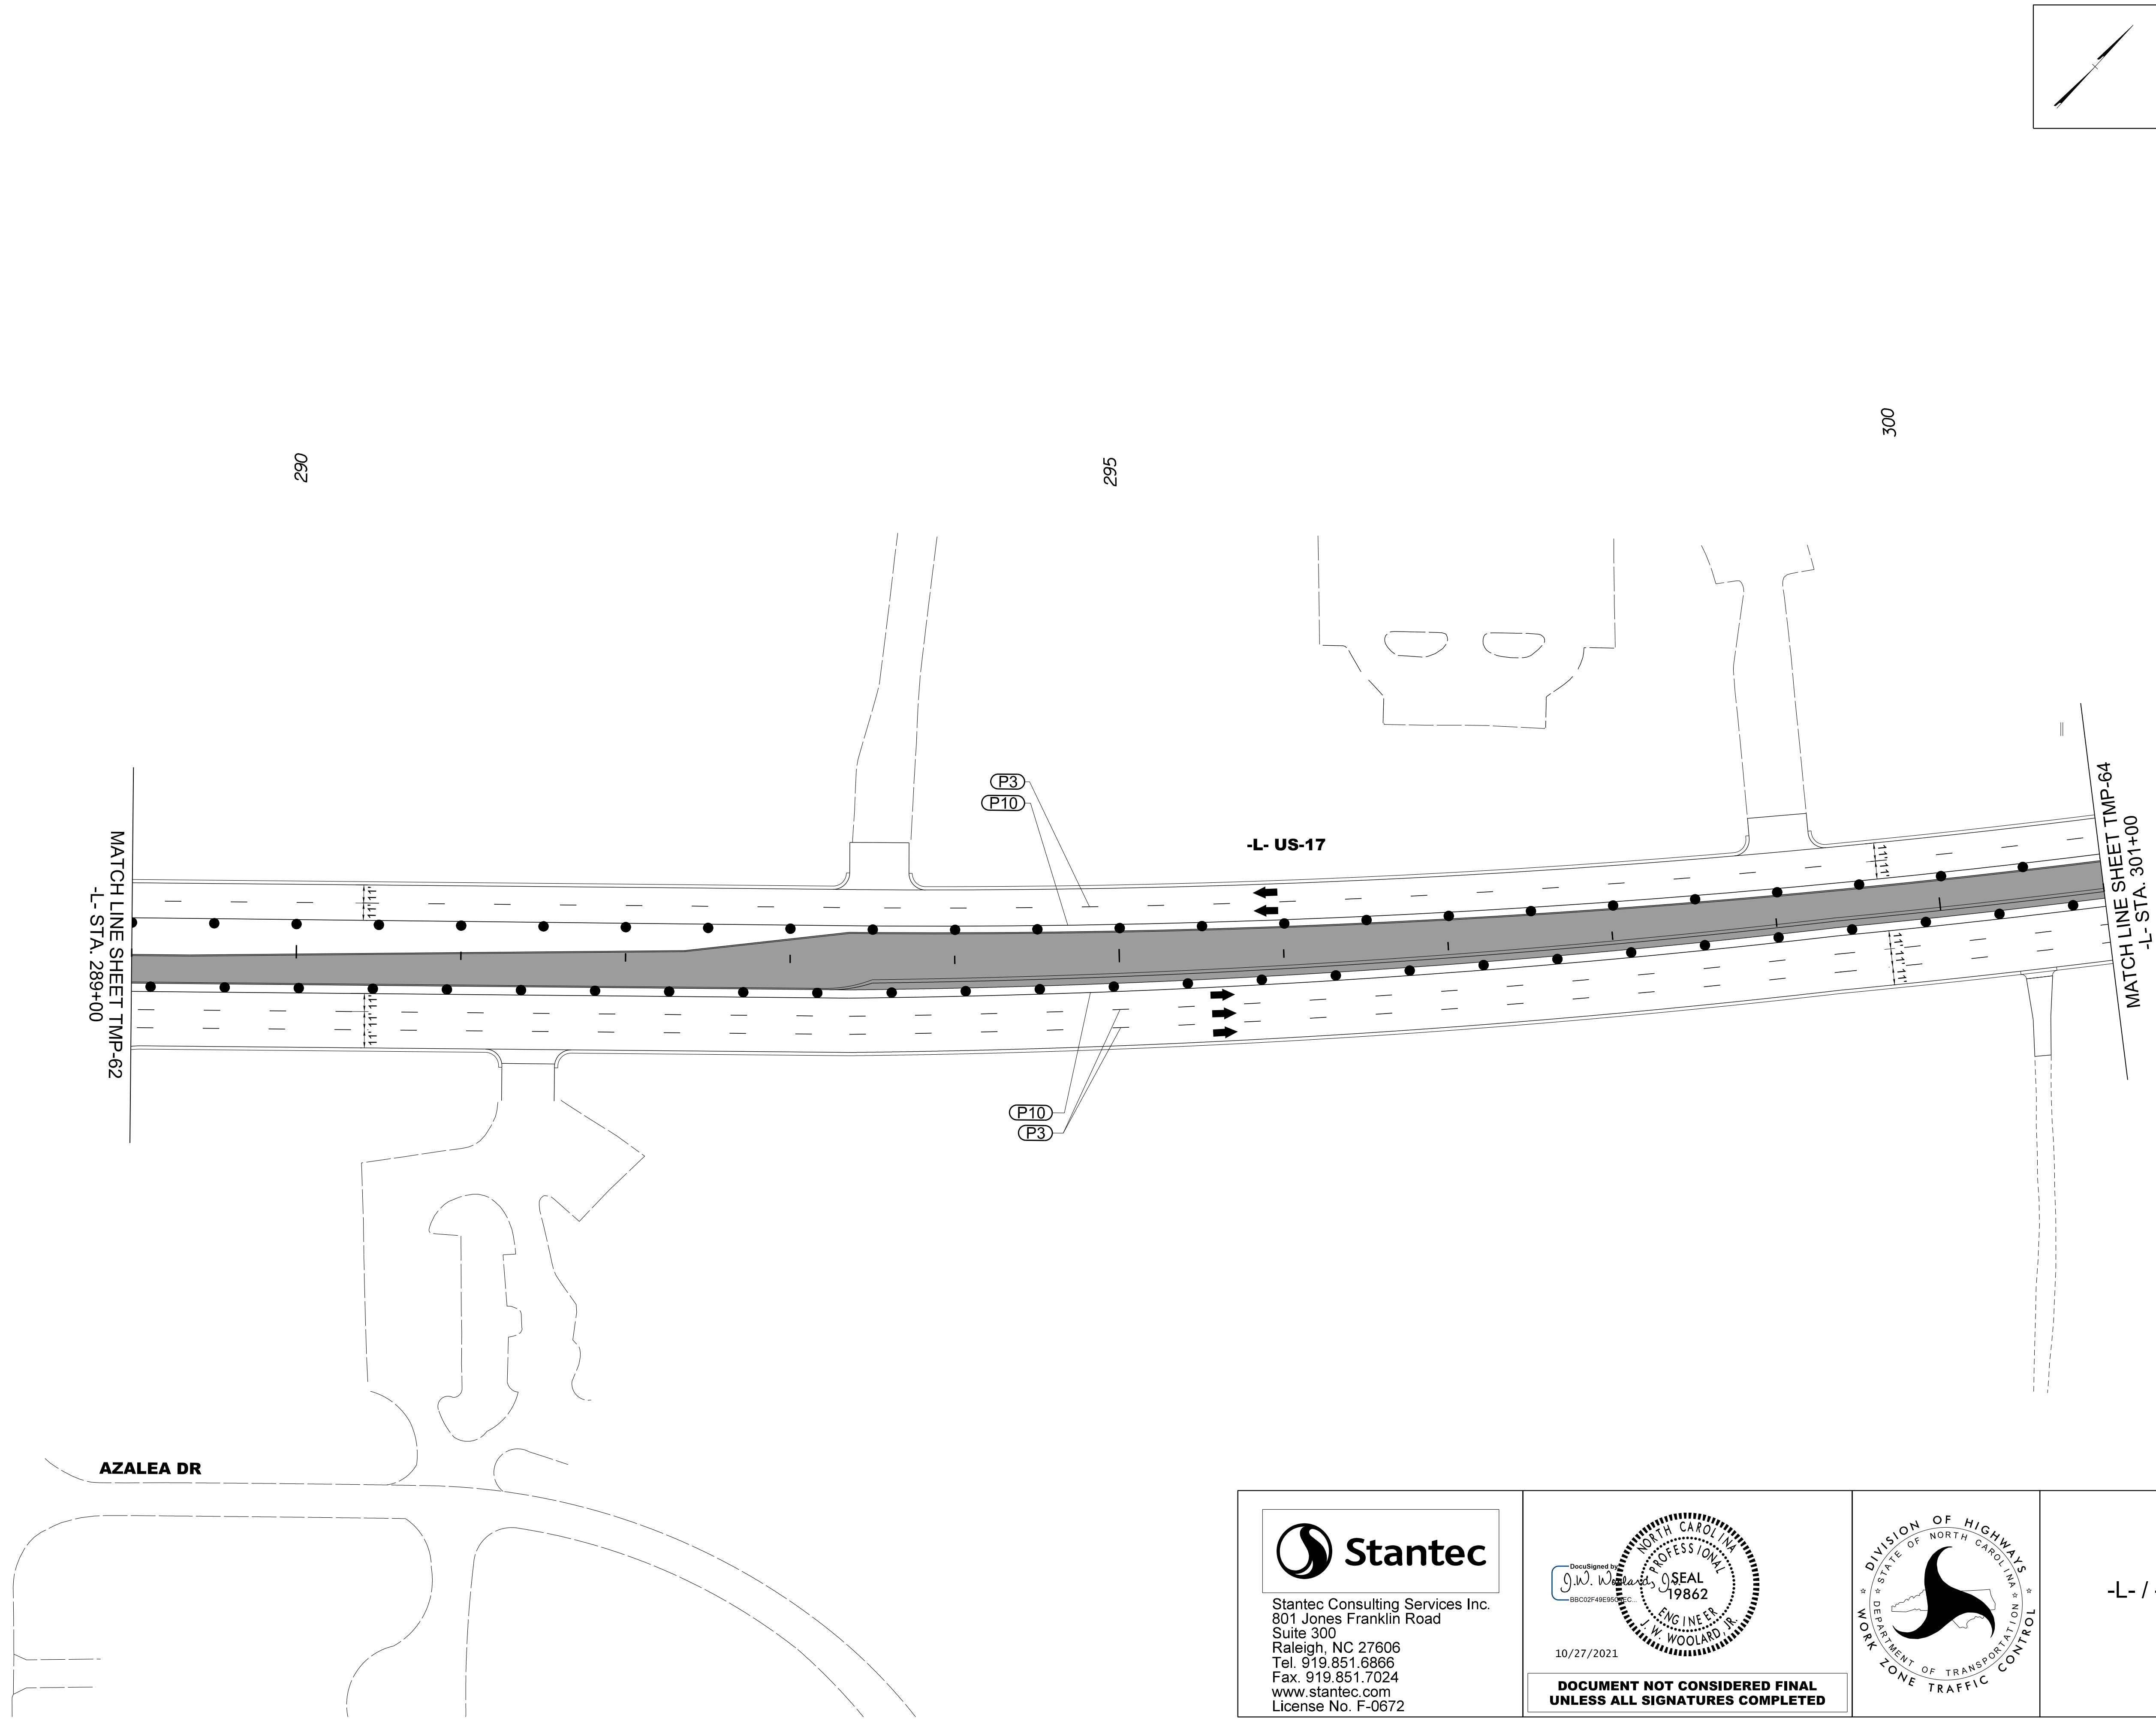 300
290
295
P3
P10
-L- US-17
MATCH LINE SHEET TMP-62
-L- STA. 289+00
MATCH LINE SHEET TMP-64
-L- STA. 301+00
11' 11'
11' 11'
11' 11' 11'
11' 11' 11'
P10
P3
AZALEA DR
Stantec
Stantec Consulting Services Inc.
801 Jones Franklin Road
Suite 300
Raleigh, NC 27606
Tel. 919.851.6866
Fax. 919.851.7024
www.stantec.com
License No. F-0672
DocuSigned by:
J.W. Woolard, Jr.
NORTH CAROLINA
PROFESSIONAL
SEAL
19862
ENGINEER
J. W. WOOLARD JR.
10/27/2021
DOCUMENT NOT CONSIDERED FINAL
UNLESS ALL SIGNATURES COMPLETED
DIVISION OF HIGHWAYS
STATE OF NORTH CAROLINA
DEPARTMENT OF TRANSPORTATION
WORK ZONE TRAFFIC CONTROL
-L- /